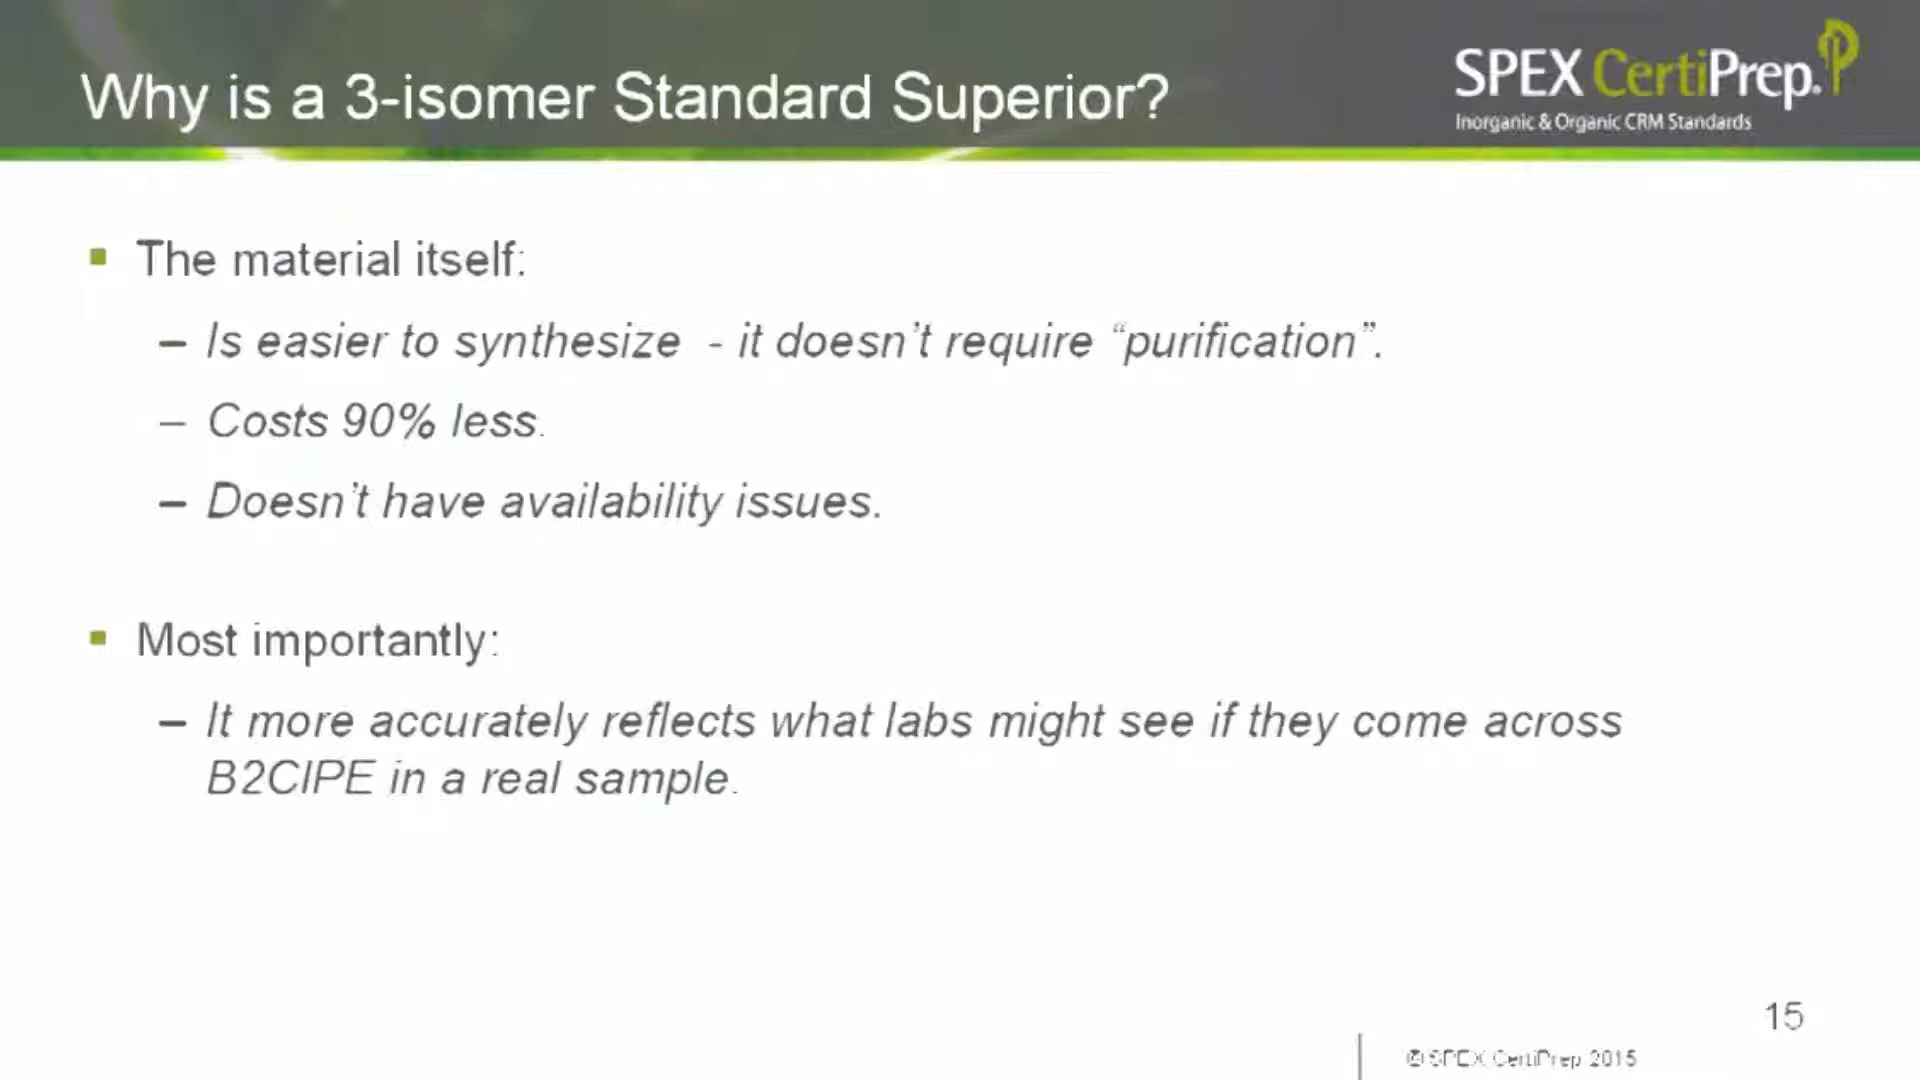 Why is a 3-isomer Standard Superior?
SPEX CertiPrep.
Inorganic & Organic CRM Standards
The material itself:
– Is easier to synthesize - it doesn't require “purification”.
– Costs 90% less.
– Doesn't have availability issues.
Most importantly:
– It more accurately reflects what labs might see if they come across
B2CIPE in a real sample.
15
© SPEX CertiPrep 2015